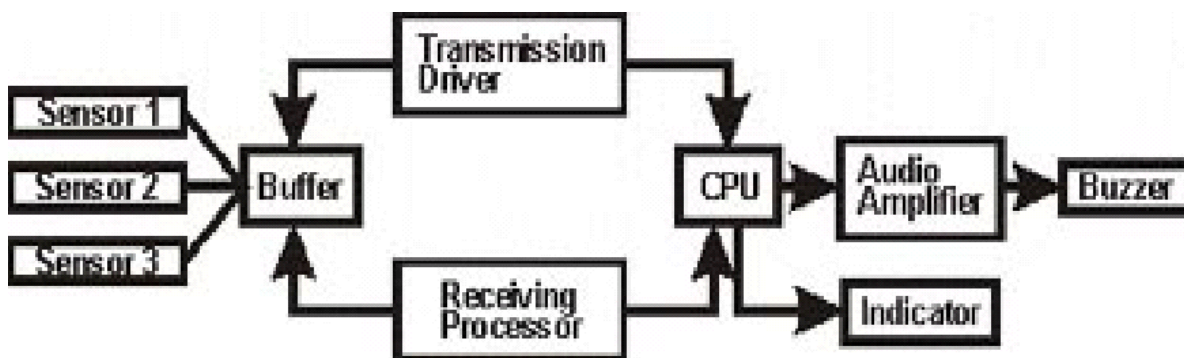 Transmission
Driver
Sensor 1
Sensor 2
Sensor 3
Buffer
CPU
Audio
Amplifier
Buzzer
Receiving
Processor
Indicator